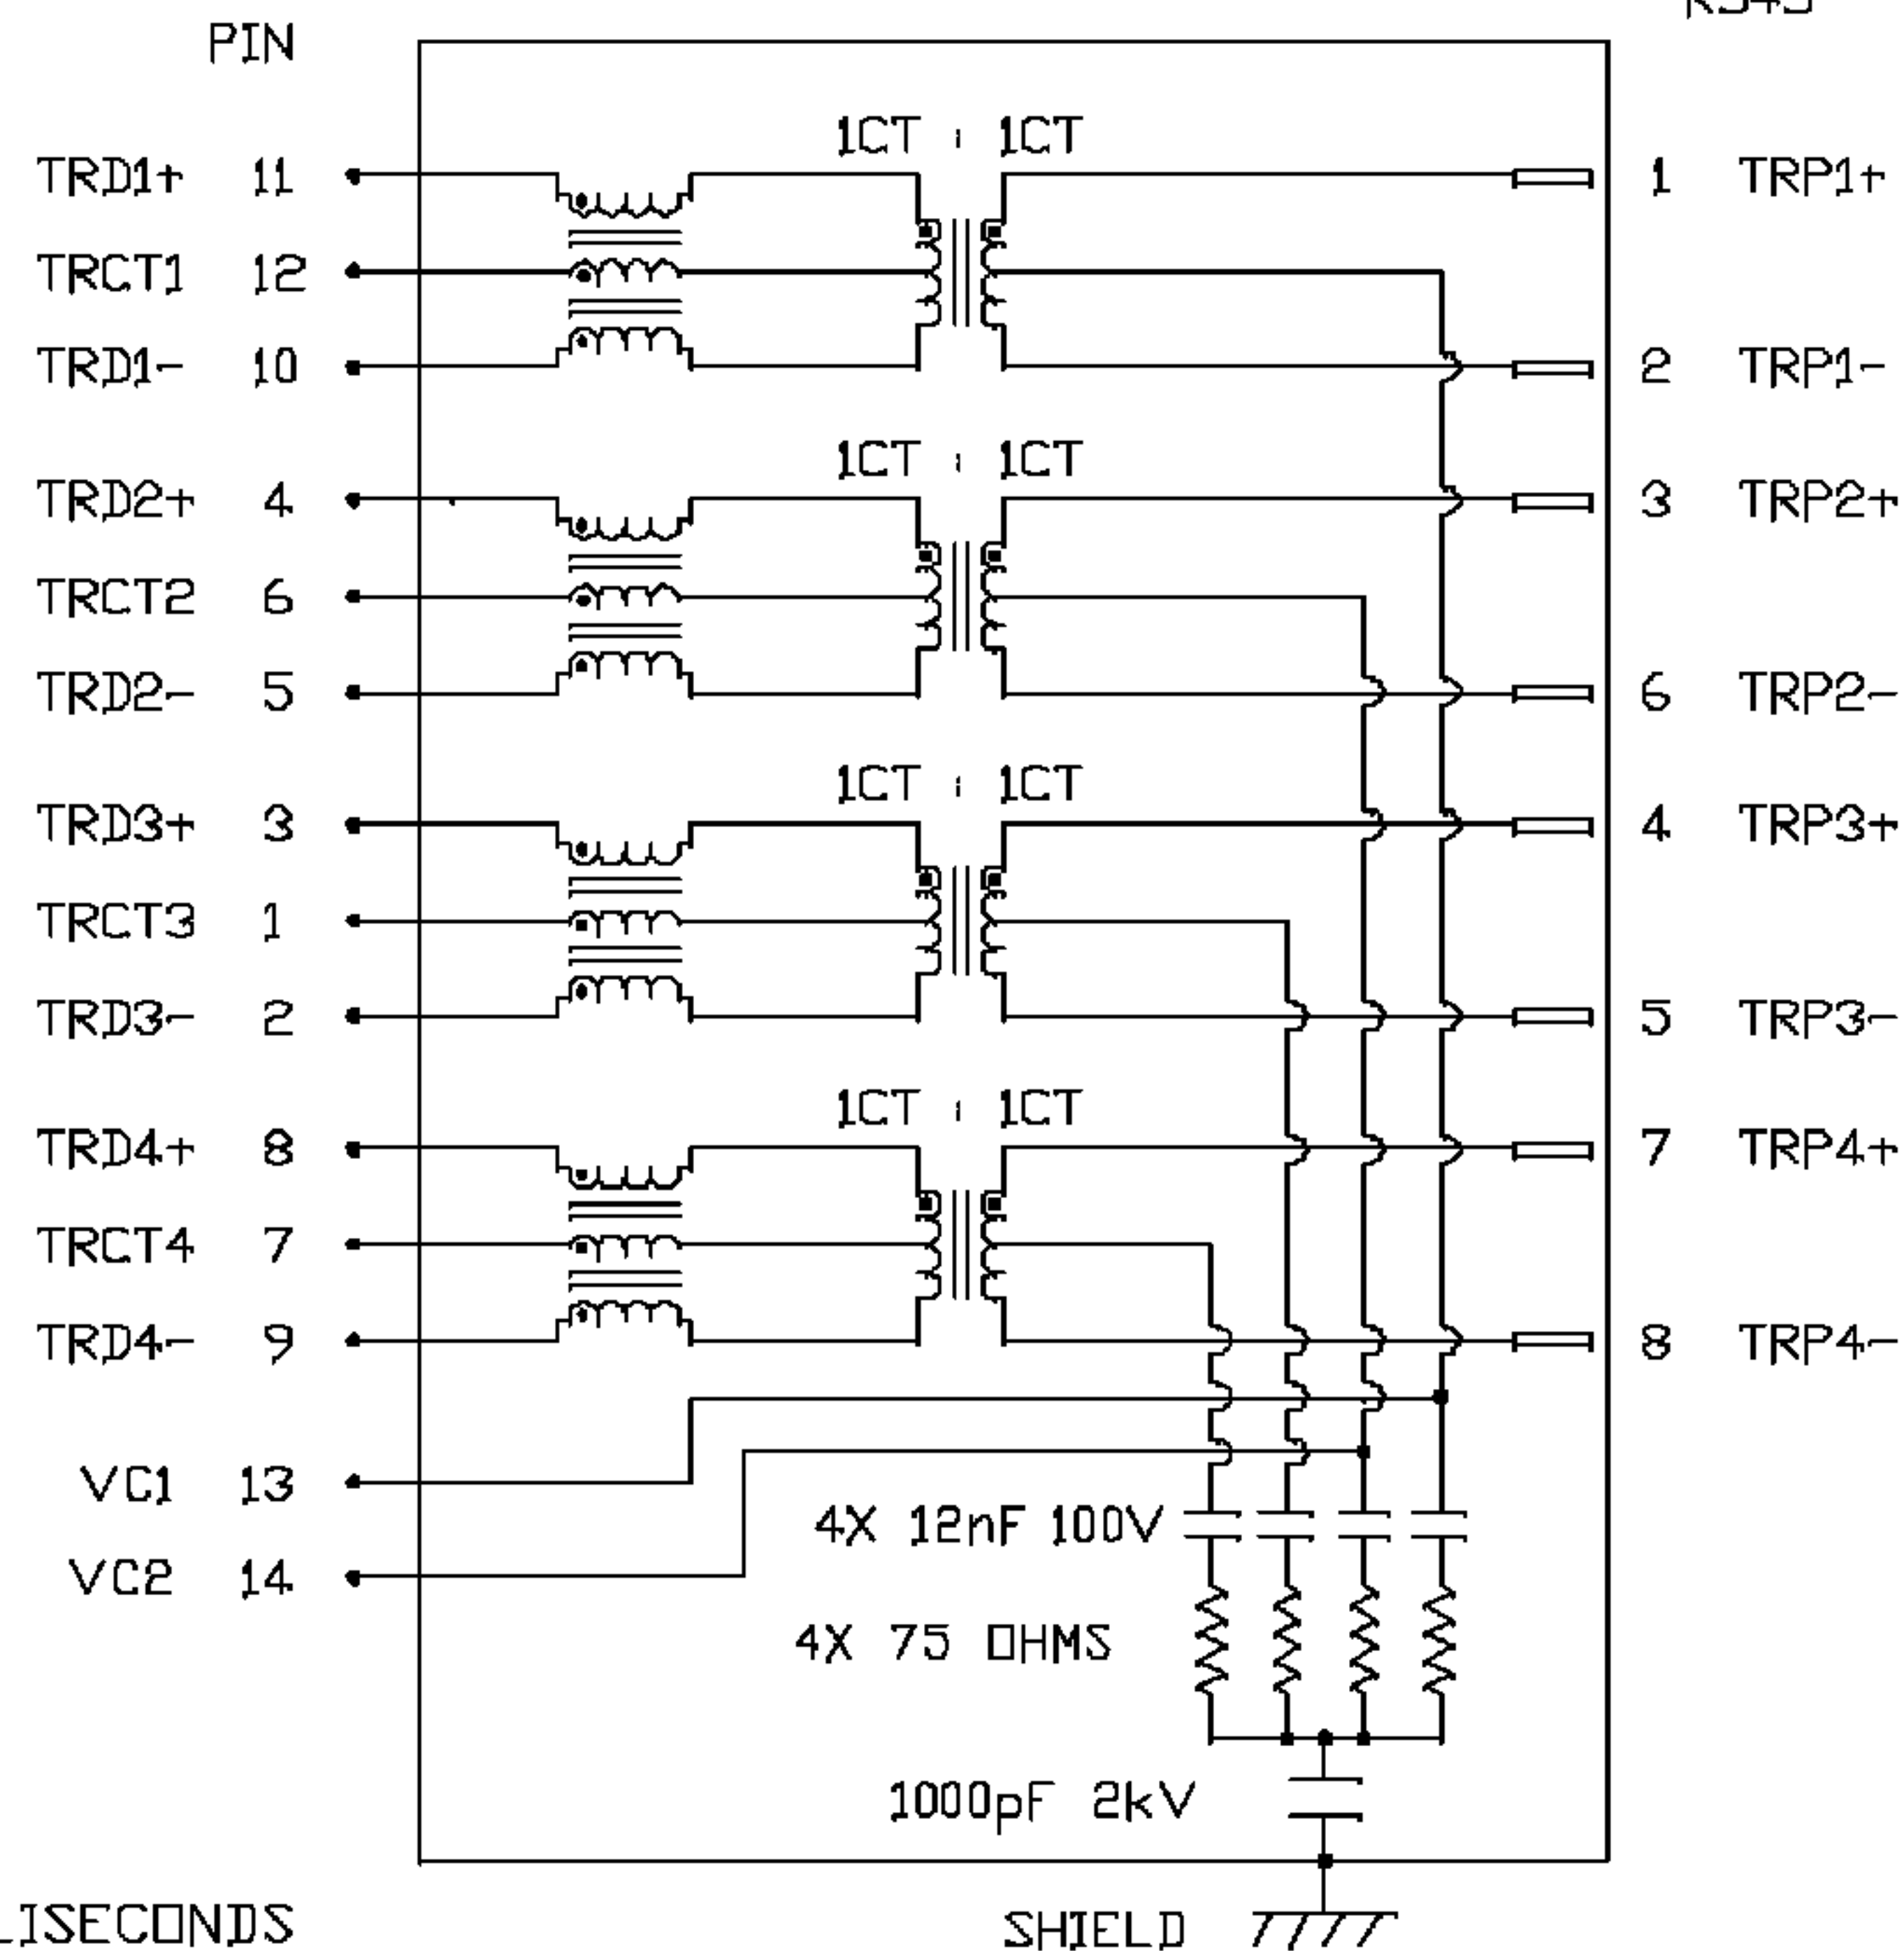 PIN
1CT : 1CT
TRD1+ 11 1 TRP1+
TRCT1 12
TRD1- 10 2 TRP1-
1CT : 1CT
TRD2+ 4 3 TRP2+
TRCT2 6
TRD2- 5 6 TRP2-
1CT : 1CT
TRD3+ 3 4 TRP3+
TRCT3 1
TRD3- 2 5 TRP3-
1CT : 1CT
TRD4+ 8 7 TRP4+
TRCT4 7
TRD4- 9 8 TRP4-
VC1 13
4X 12nF 100V
VC2 14
4X 75 OHMS
1000pF 2kV
LISECONDS
SHIELD